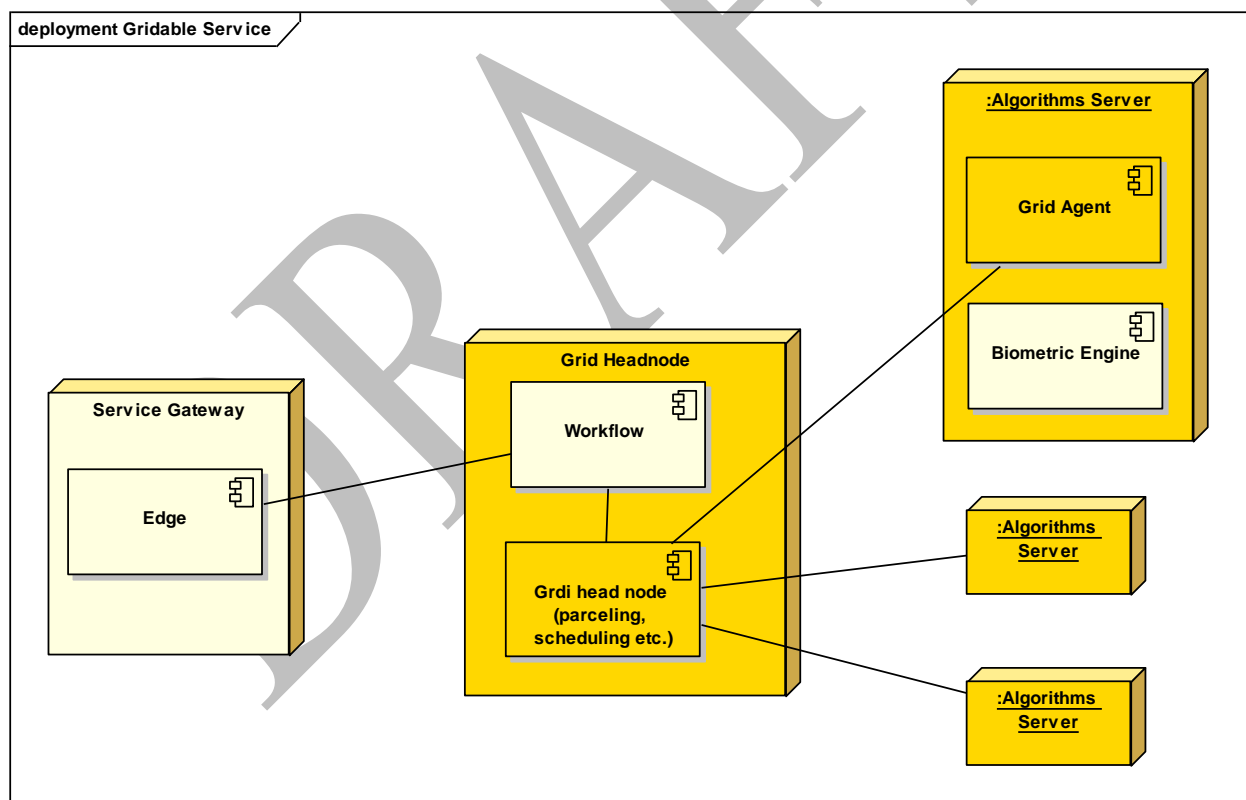 deployment Gridable Service
:Algorithms Server
Grid Agent
Biometric Engine
Grid Headnode
Workflow
Service Gateway
Edge
Grdi head node
(parceling,
scheduling etc.)
:Algorithms
Server
:Algorithms
Server
DRAF